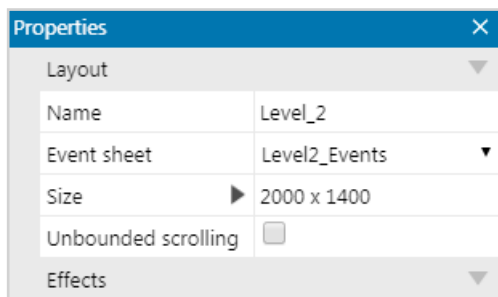 Properties
Layout
Name Level_2
Event sheet Level2_Events
Size 2000 x 1400
Unbounded scrolling
Effects